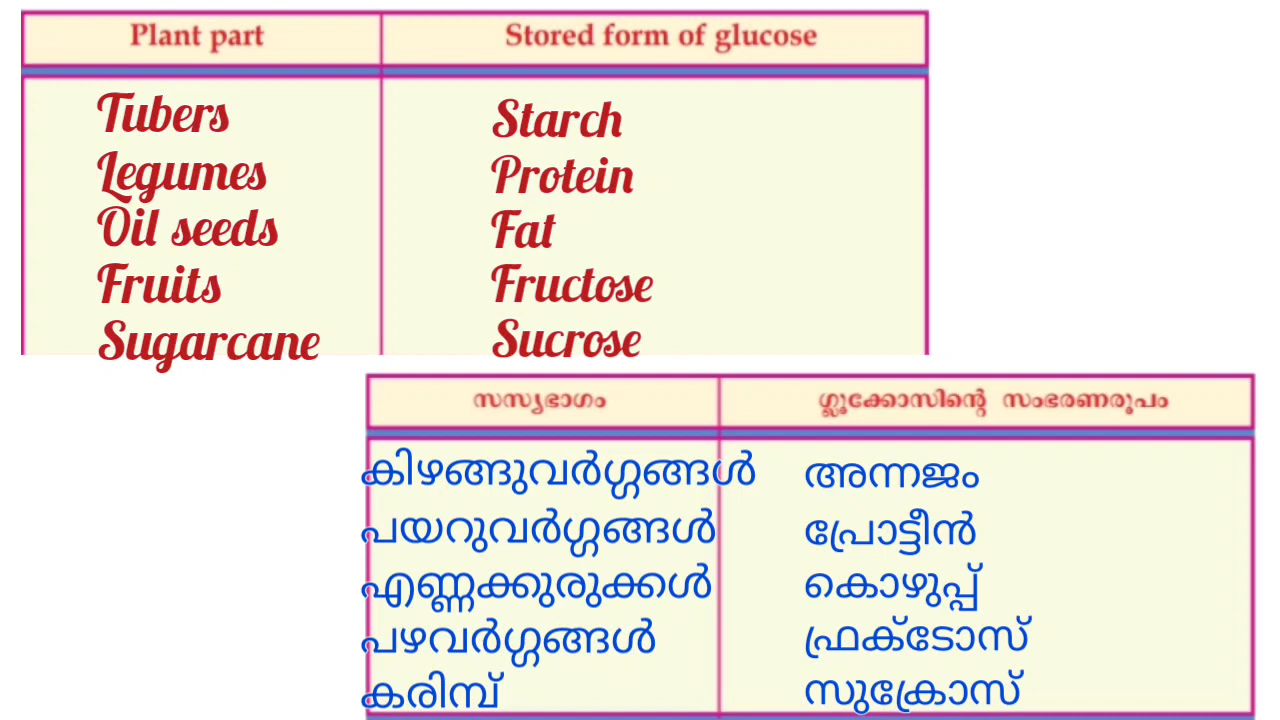 Plant part Stored form of glucose
Tubers Starch
Legumes Protein
Oil seeds Fat
Fruits Fructose
Sugarcane Sucrose
സസ്യഭാഗം ഗ്ലൂക്കോസിന്റെ സംഭരണരൂപം
കിഴങ്ങുവർഗ്ഗങ്ങൾ അന്നജം
പയറുവർഗ്ഗങ്ങൾ പ്രോട്ടീൻ
എണ്ണക്കുരുക്കൾ കൊഴുപ്പ്
പഴവർഗ്ഗങ്ങൾ ഫ്രക്ടോസ്
കരിമ്പ് സുക്രോസ്